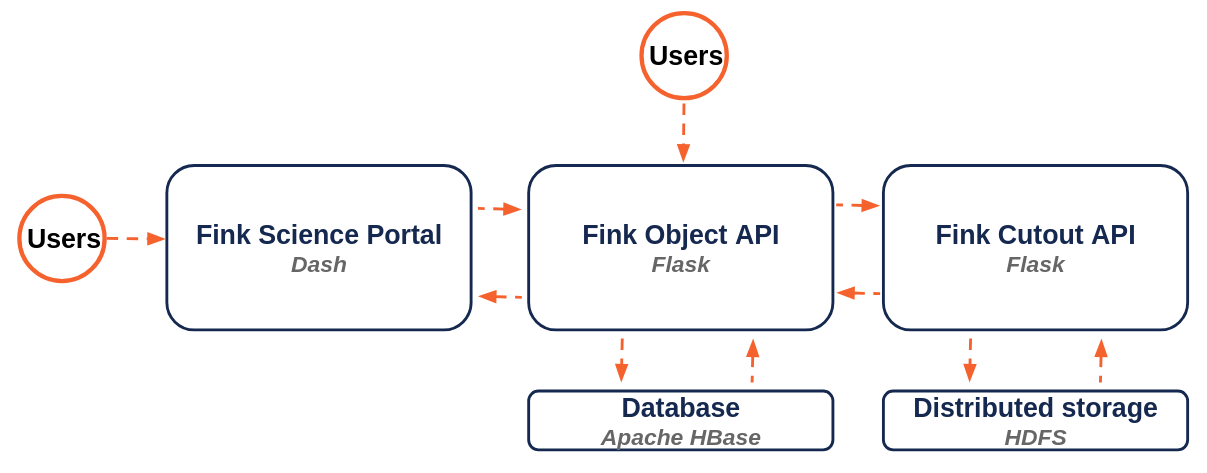 Users
Users
Fink Science Portal
Dash
Fink Object API
Flask
Fink Cutout API
Flask
Database
Apache HBase
Distributed storage
HDFS